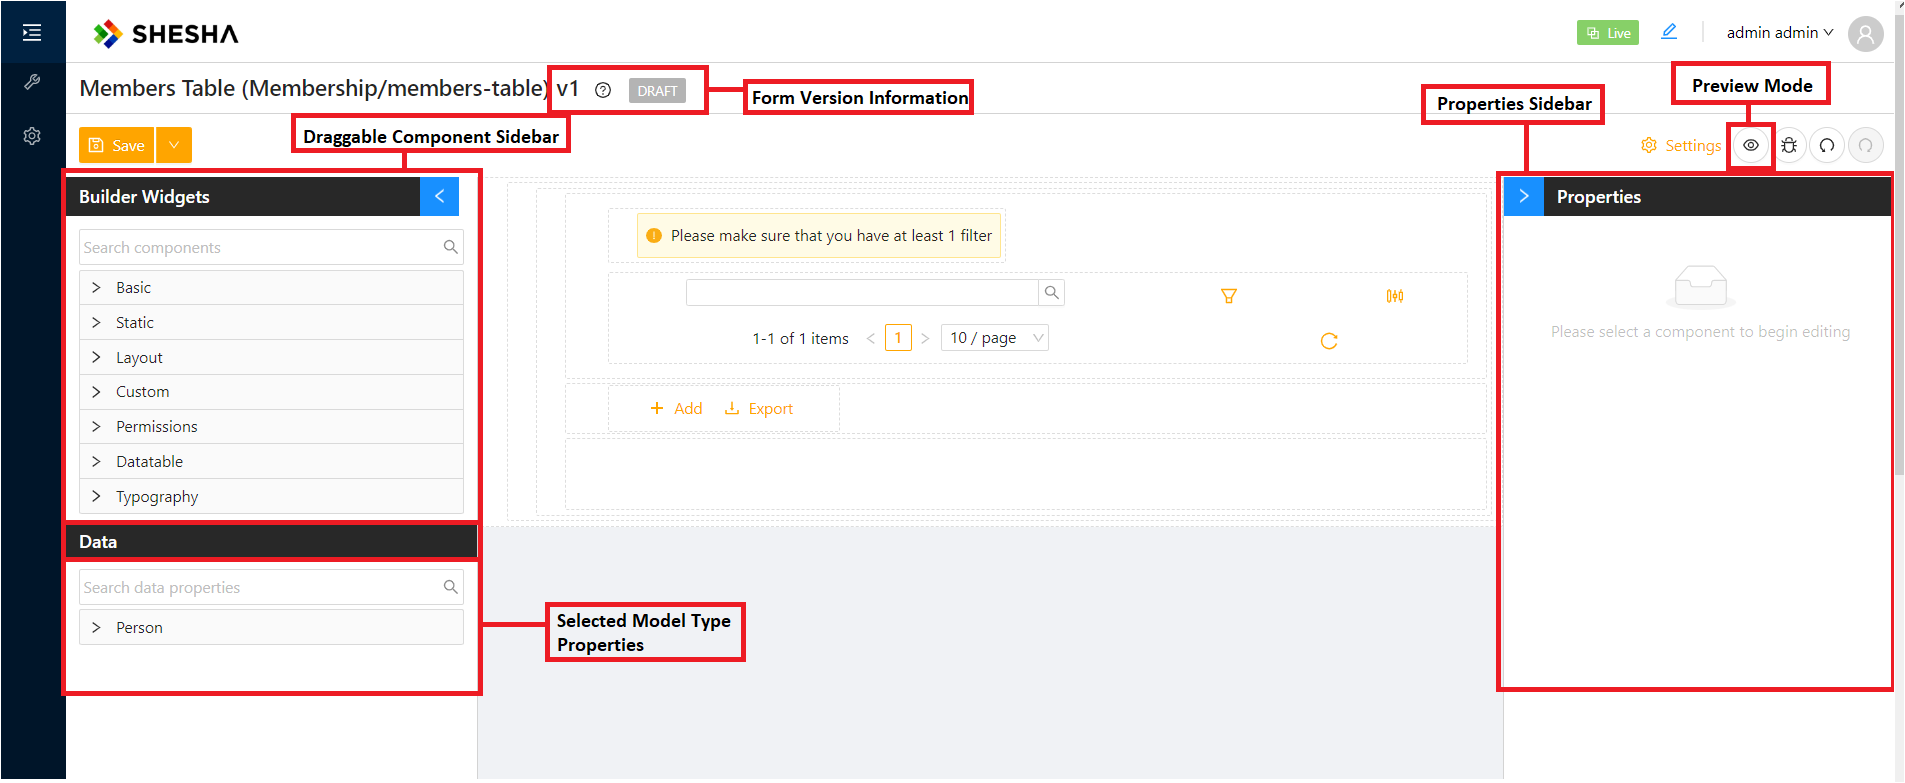 SHESHA
Live
admin admin
Members Table (Membership/members-table) v1
DRAFT
Form Version Information
Preview Mode
Properties Sidebar
Draggable Component Sidebar
Save
Settings
Builder Widgets
Search components
Basic
Static
Layout
Custom
Permissions
Datatable
Typography
Data
Search data properties
Person
Please make sure that you have at least 1 filter
1-1 of 1 items
1
10 / page
Add
Export
Selected Model Type
Properties
Properties
Please select a component to begin editing